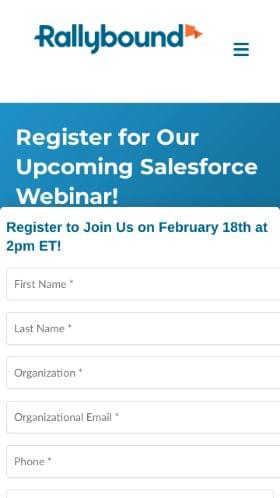 Rallybound
Register for Our
Upcoming Salesforce
Webinar!
Register to Join Us on February 18th at
2pm ET!
First Name *
Last Name *
Organization *
Organizational Email *
Phone *